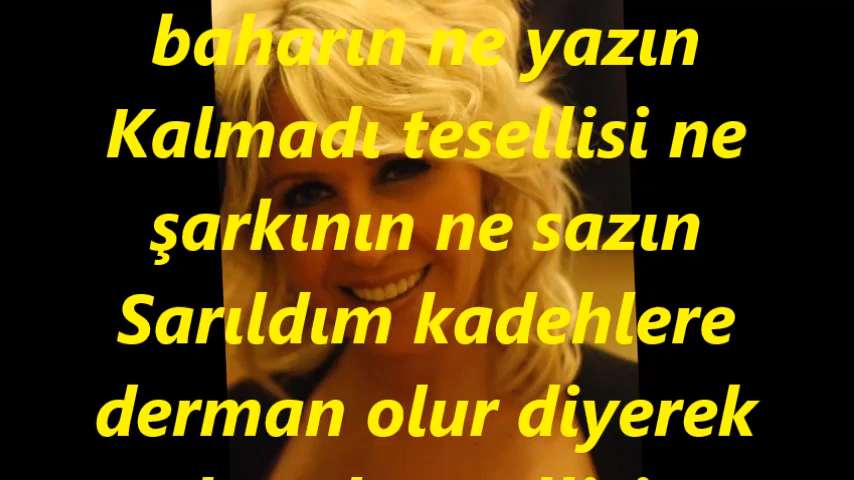 baharın ne yazın
Kalmadı tesellisi ne
şarkının ne sazın
Sarıldım kadehlere
derman olur diyerek